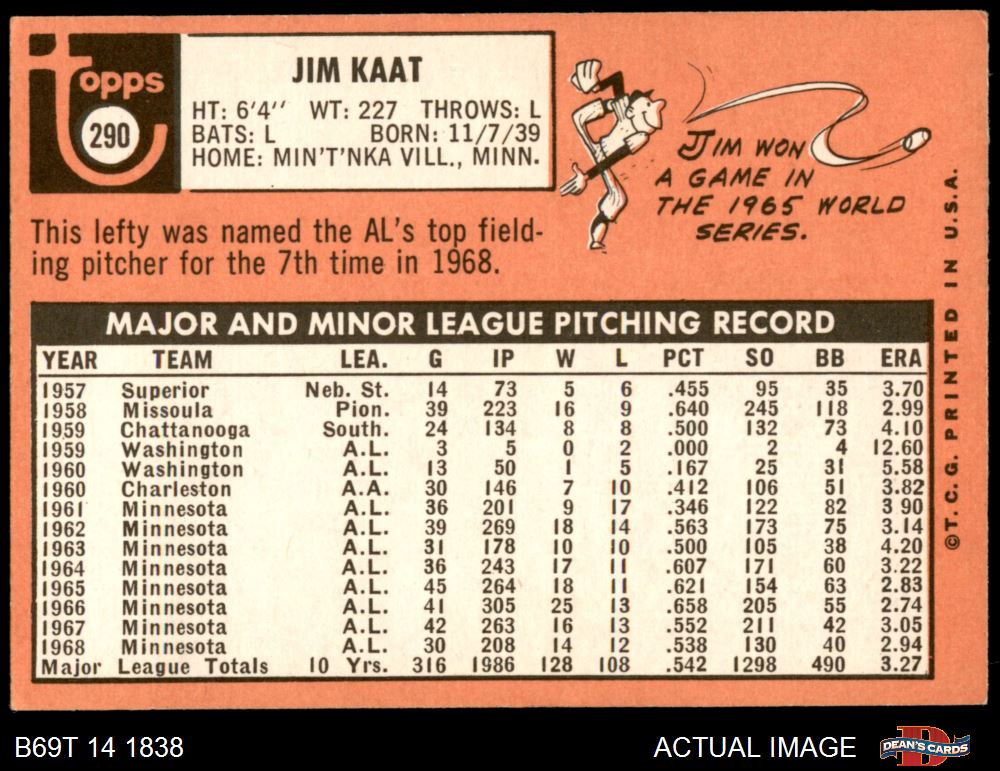 Topps
290
JIM KAAT
HT: 6'4" WT: 227 THROWS: L
BATS: L BORN: 11/7/39
HOME: MIN'T'NKA VILL., MINN.
JIM WON
A GAME IN
THE 1965 WORLD
SERIES.
This lefty was named the AL's top field-
ing pitcher for the 7th time in 1968.
MAJOR AND MINOR LEAGUE PITCHING RECORD
YEAR TEAM LEA. G IP W L PCT SO BB ERA
1957 Superior Neb. St. 14 73 5 6 .455 95 35 3.70
1958 Missoula Pion. 39 223 16 9 .640 245 118 2.99
1959 Chattanooga South. 24 134 8 8 .500 132 73 4.10
1959 Washington A.L. 3 5 0 2 .000 2 4 12.60
1960 Washington A.L. 13 50 1 5 .167 25 31 5.58
1960 Charleston A.A. 30 146 7 10 .412 106 51 3.82
1961 Minnesota A.L. 36 201 9 17 .346 122 82 3 90
1962 Minnesota A.L. 39 269 18 14 .563 173 75 3.14
1963 Minnesota A.L. 31 178 10 10 .500 105 38 4.20
1964 Minnesota A.L. 36 243 17 11 .607 171 60 3.22
1965 Minnesota A.L. 45 264 18 11 .621 154 63 2.83
1966 Minnesota A.L. 41 305 25 13 .658 205 55 2.74
1967 Minnesota A.L. 42 263 16 13 .552 211 42 3.05
1968 Minnesota A.L. 30 208 14 12 .538 130 40 2.94
Major League Totals 10 Yrs. 316 1986 128 108 .542 1298 490 3.27
©T. C. G. PRINTED IN U.S.A.
B69T 14 1838
ACTUAL IMAGE
DEAN'S CARDS